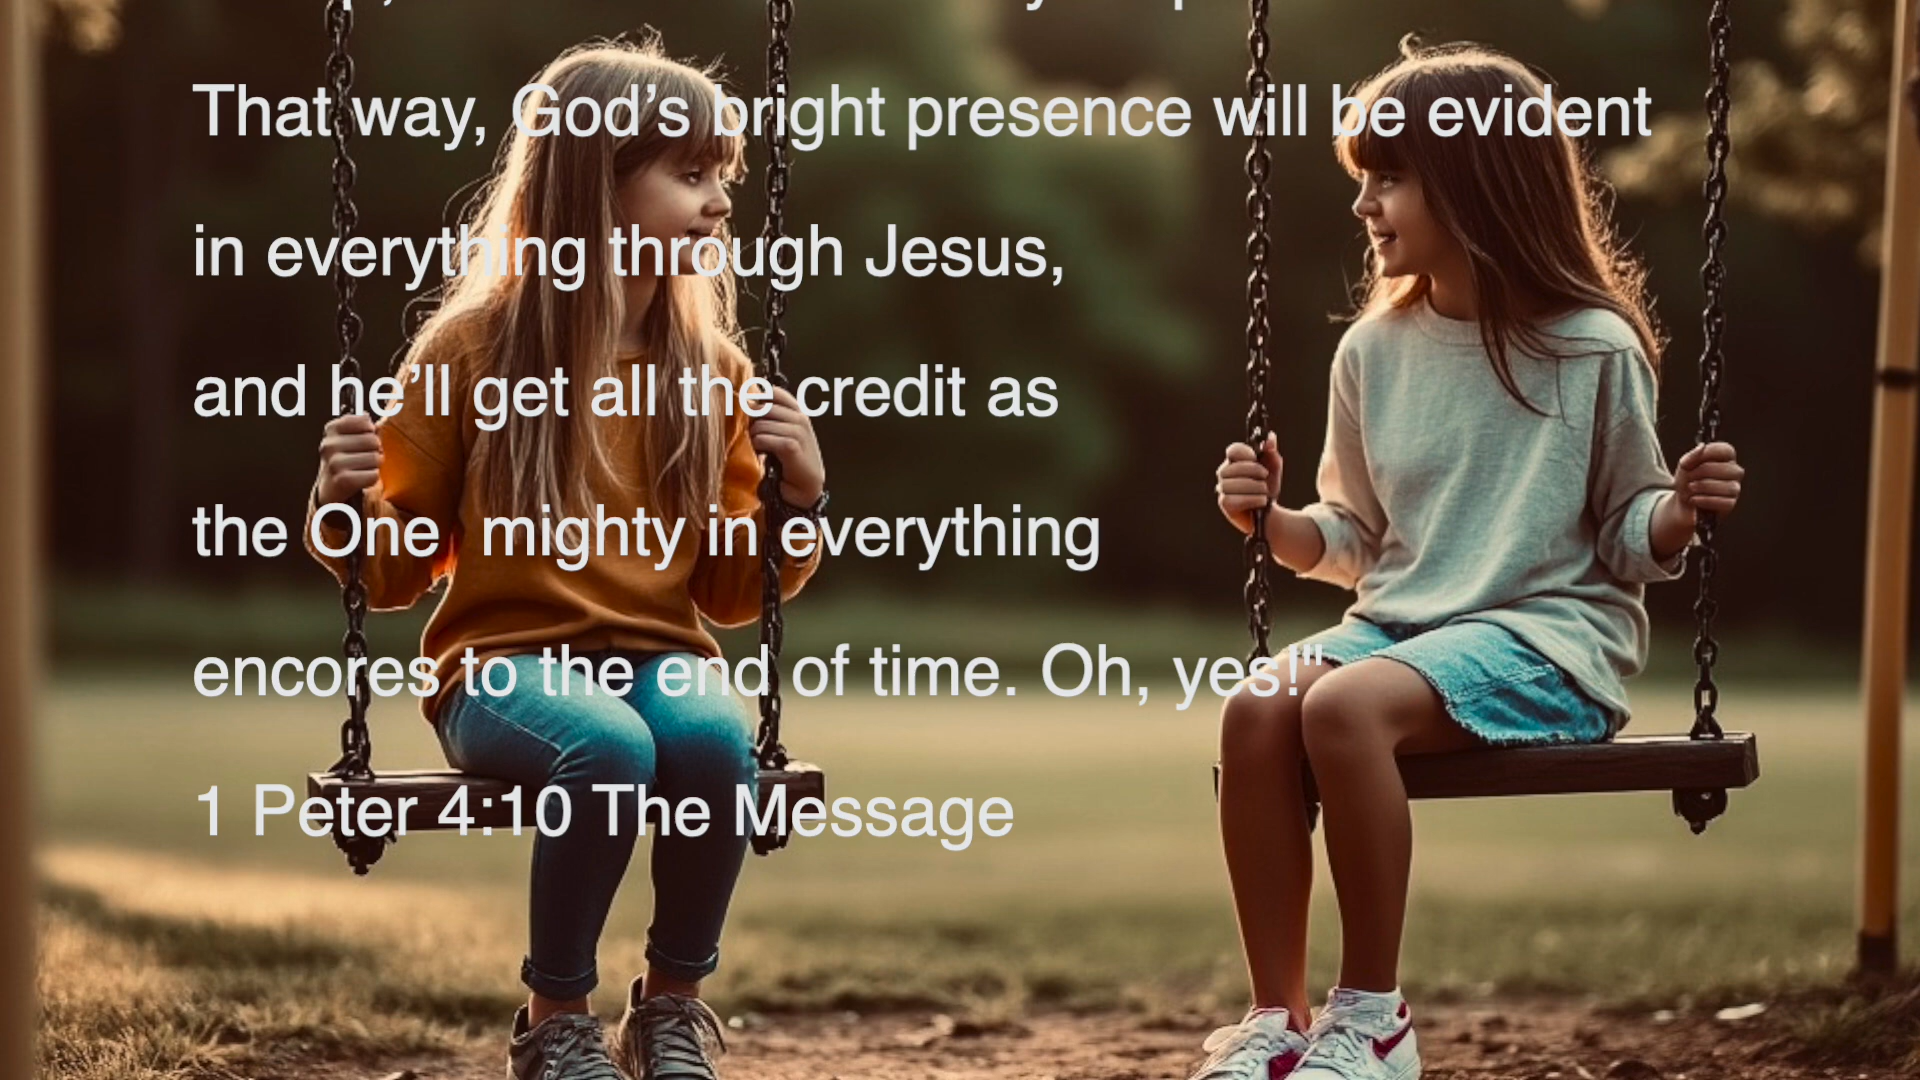 That way, God’s bright presence will be evident
in everything through Jesus,
and he’ll get all the credit as
the One  mighty in everything
encores to the end of time. Oh, yes!"
1 Peter 4:10 The Message